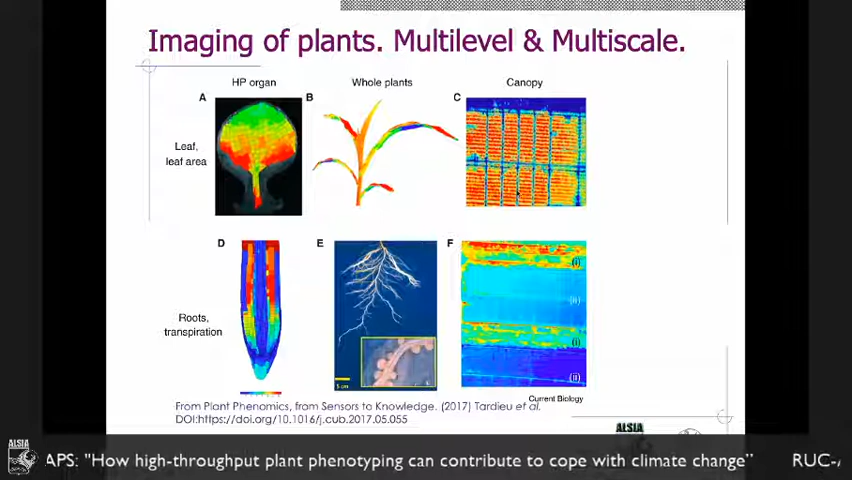 Imaging of plants. Multilevel & Multiscale.
HP organ
Whole plants
Canopy
A
B
C
Leaf,
leaf area
D
E
F
(i)
(ii)
Roots,
transpiration
(i)
(ii)
5 cm
Current Biology
From Plant Phenomics, from Sensors to Knowledge. (2017) Tardieu et al.
DOI:https://doi.org/10.1016/j.cub.2017.05.055
ALSIA
ALSIA
APS: "How high-throughput plant phenotyping can contribute to cope with climate change"
RUC-